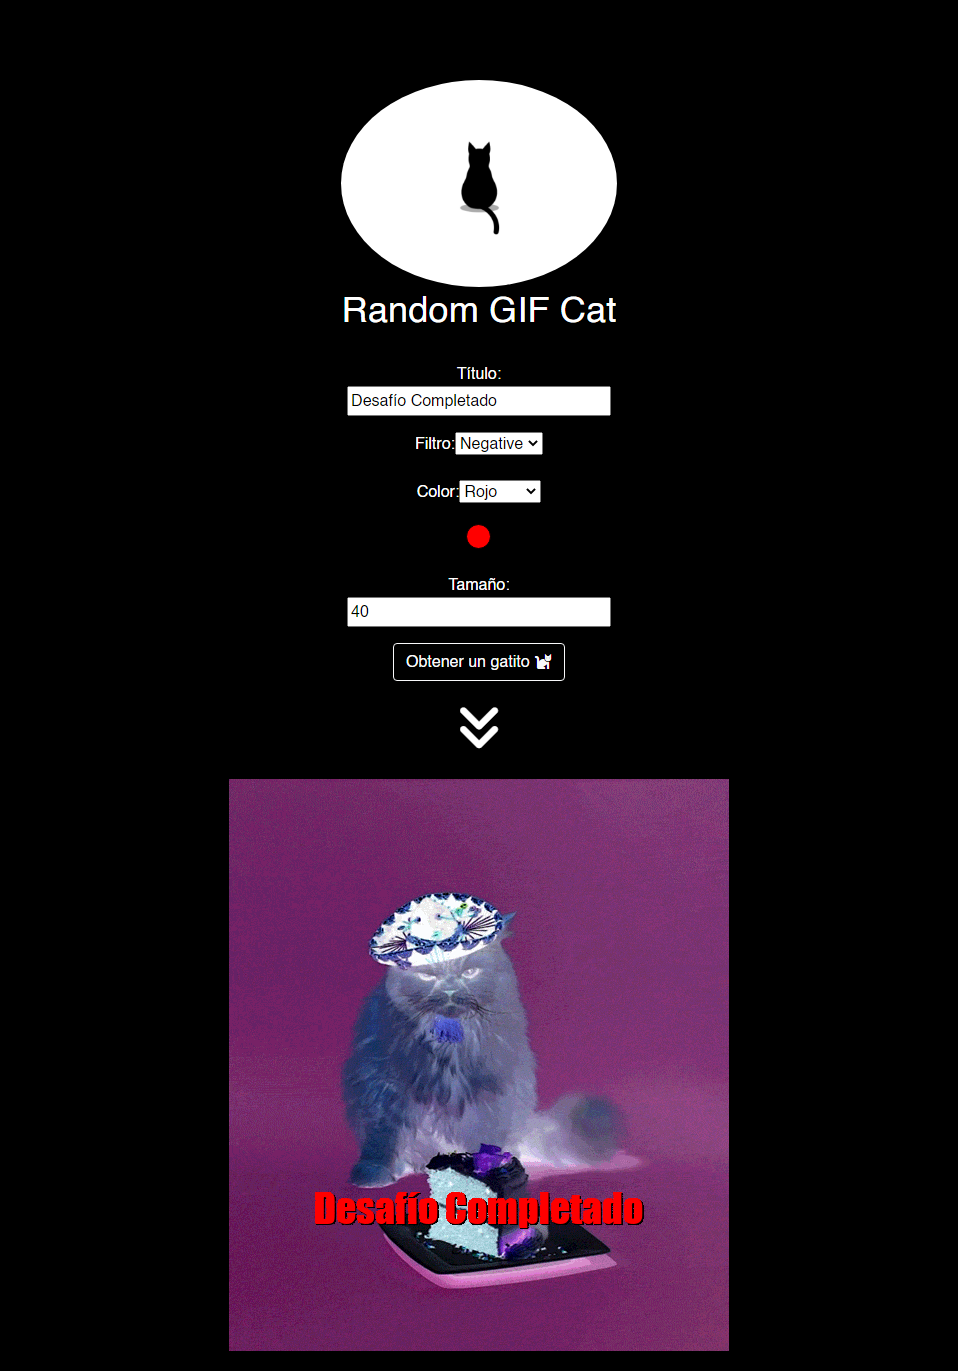 Random GIF Cat
Título:
Desafío Completado
Filtro: Negative
Color: Rojo
Tamaño:
40
Obtener un gatito
Desafío Completado